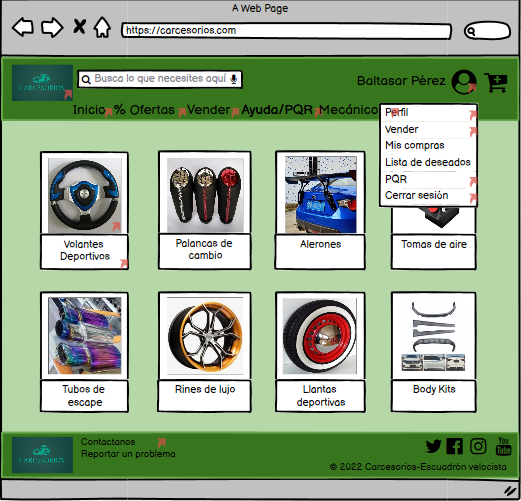 A Web Page
https://carcesorios.com
CARCESORIOS
Busca lo que necesites aquí
Baltasar Pérez
Inicio % Ofertas Vender Ayuda/PQR Mecánico
Perfil
Vender
Mis compras
Lista de deseados
PQR
Cerrar sesión
Volantes
Deportivos
Palancas de
cambio
Alerones
Tomas de aire
Tubos de
escape
Rines de lujo
Llantas
deportivas
Body Kits
CARCESORIOS
Contactanos
Reportar un problema
You
Tube
© 2022 Carcesorios-Escuadrón velocista